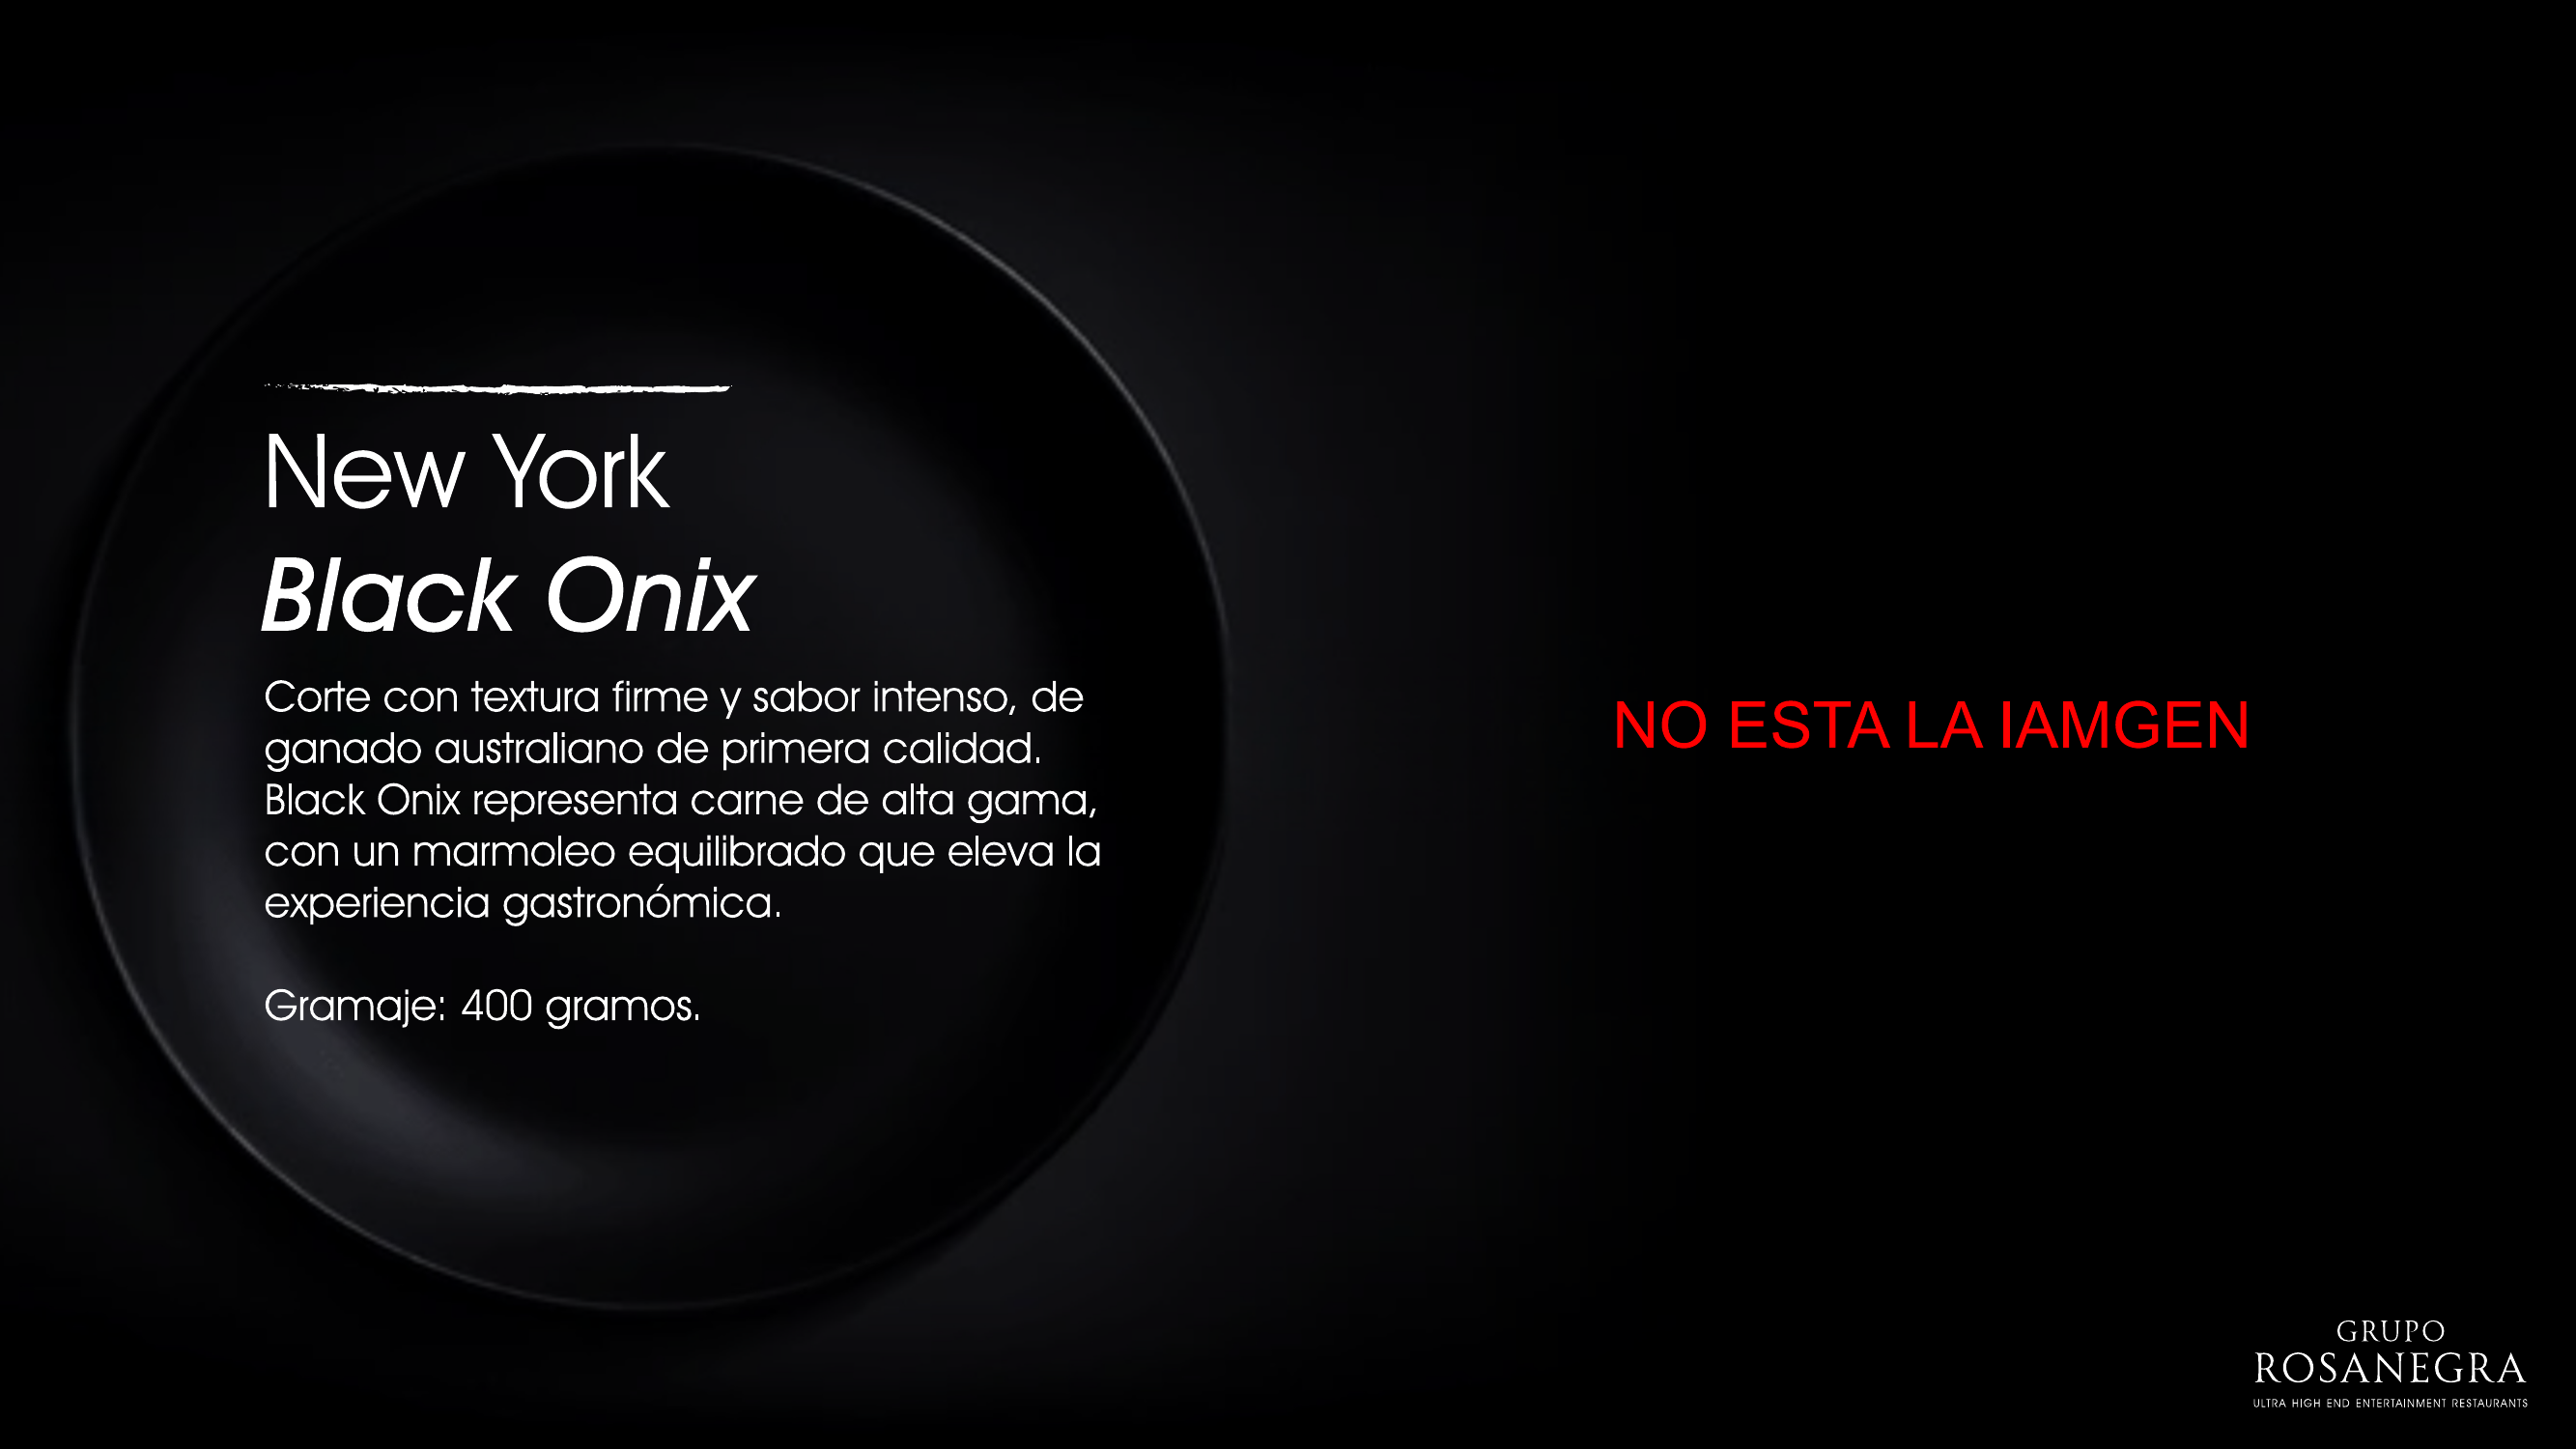 New York
Black Onix
Corte con textura firme y sabor intenso, de
ganado australiano de primera calidad.
Black Onix representa carne de alta gama,
con un marmoleo equilibrado que eleva la
experiencia gastronómica.
Gramaje: 400 gramos.
NO ESTA LA IAMGEN
GRUPO
ROSANEGRA
ULTRA HIGH END ENTERTAINMENT RESTAURANTS